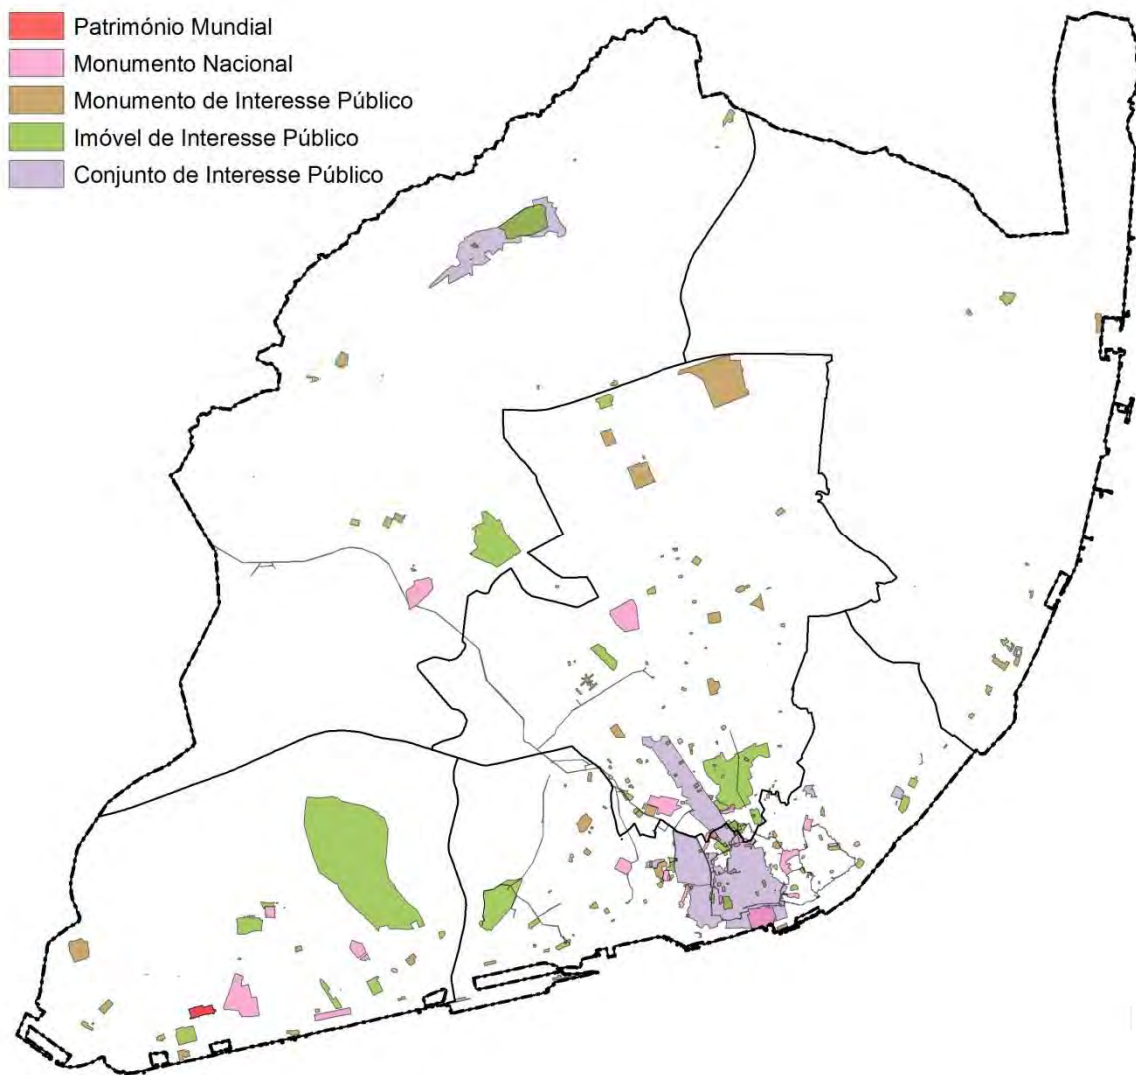 Património Mundial
Monumento Nacional
Monumento de Interesse Público
Imóvel de Interesse Público
Conjunto de Interesse Público